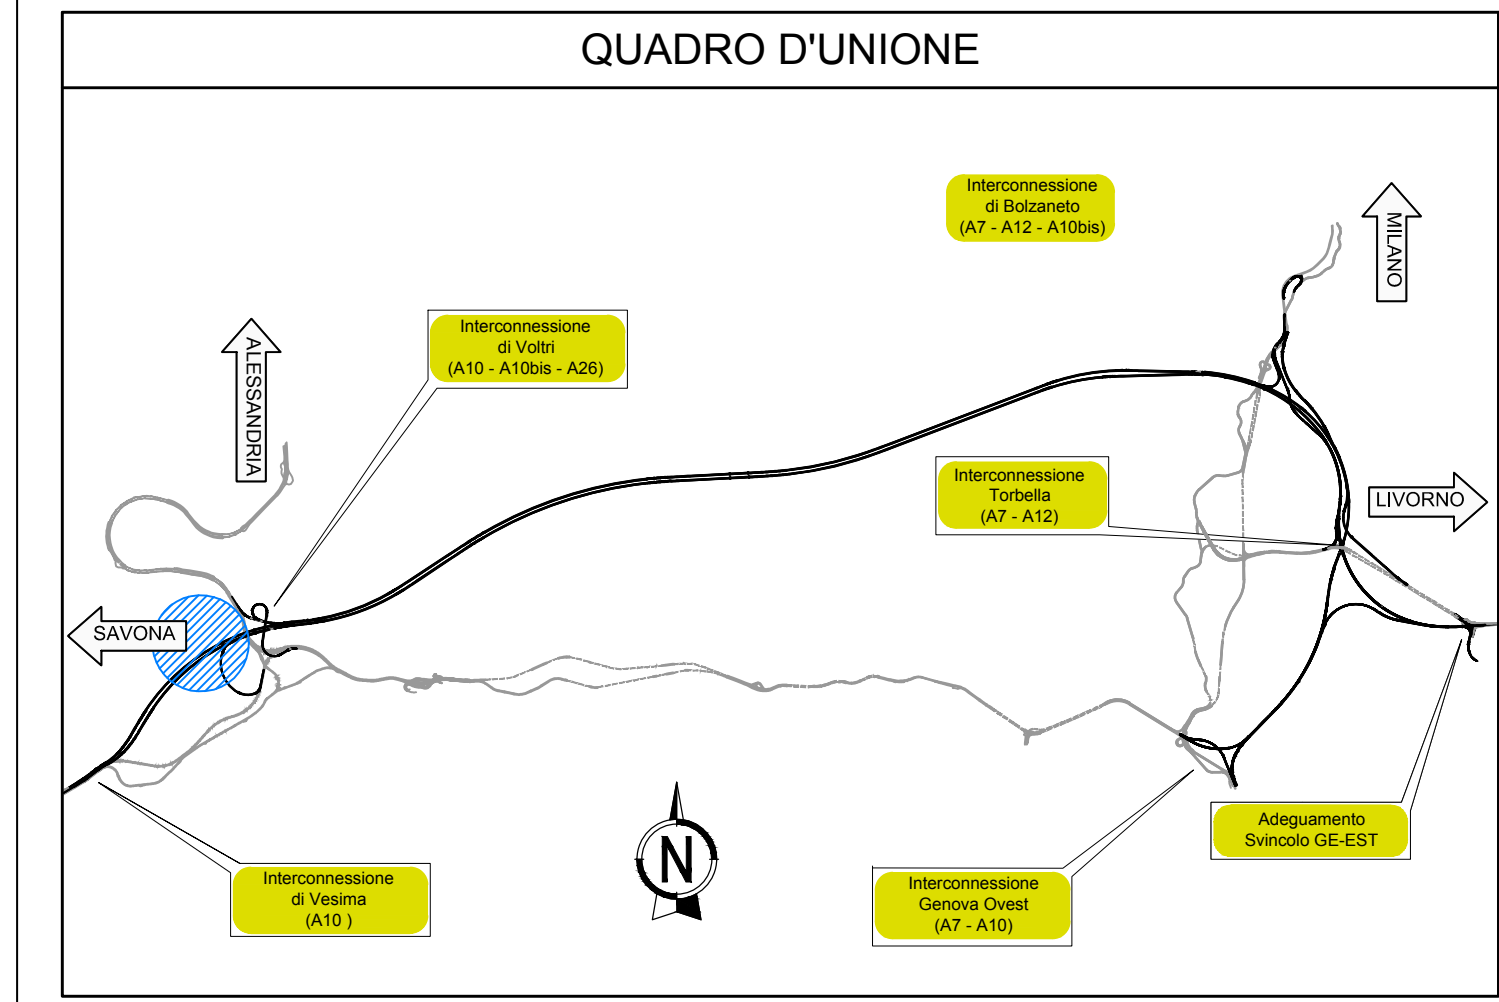 QUADRO D'UNIONE
Interconnessione
di Bolzaneto
(A7 - A12 - A10bis)
MILANO
Interconnessione
di Voltri
(A10 - A10bis - A26)
ALESSANDRIA
Interconnessione
Torbella
(A7 - A12)
LIVORNO
SAVONA
Adeguamento
Svincolo GE-EST
N
Interconnessione
di Vesima
(A10 )
Interconnessione
Genova Ovest
(A7 - A10)